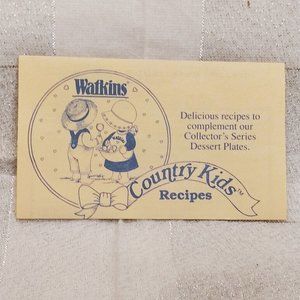 Watkins
Delicious recipes to
complement our
Collector's Series
Dessert Plates.
Country Kids™
Recipes